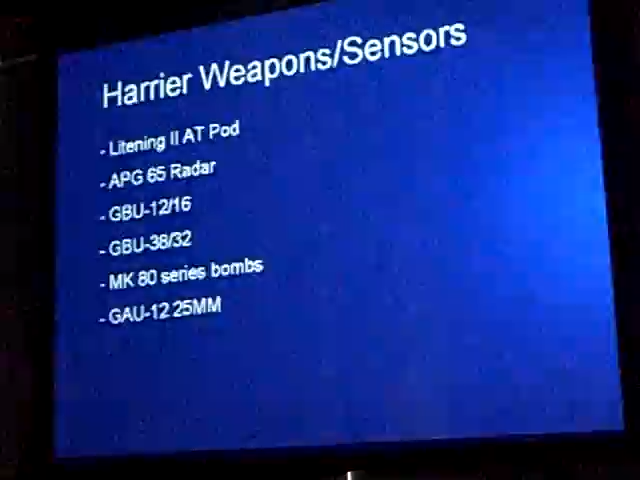 Harrier Weapons/Sensors
- Litening II AT Pod
- APG 65 Radar
- GBU-12/16
- GBU-38/32
- MK 80 series bombs
- GAU-12 25MM